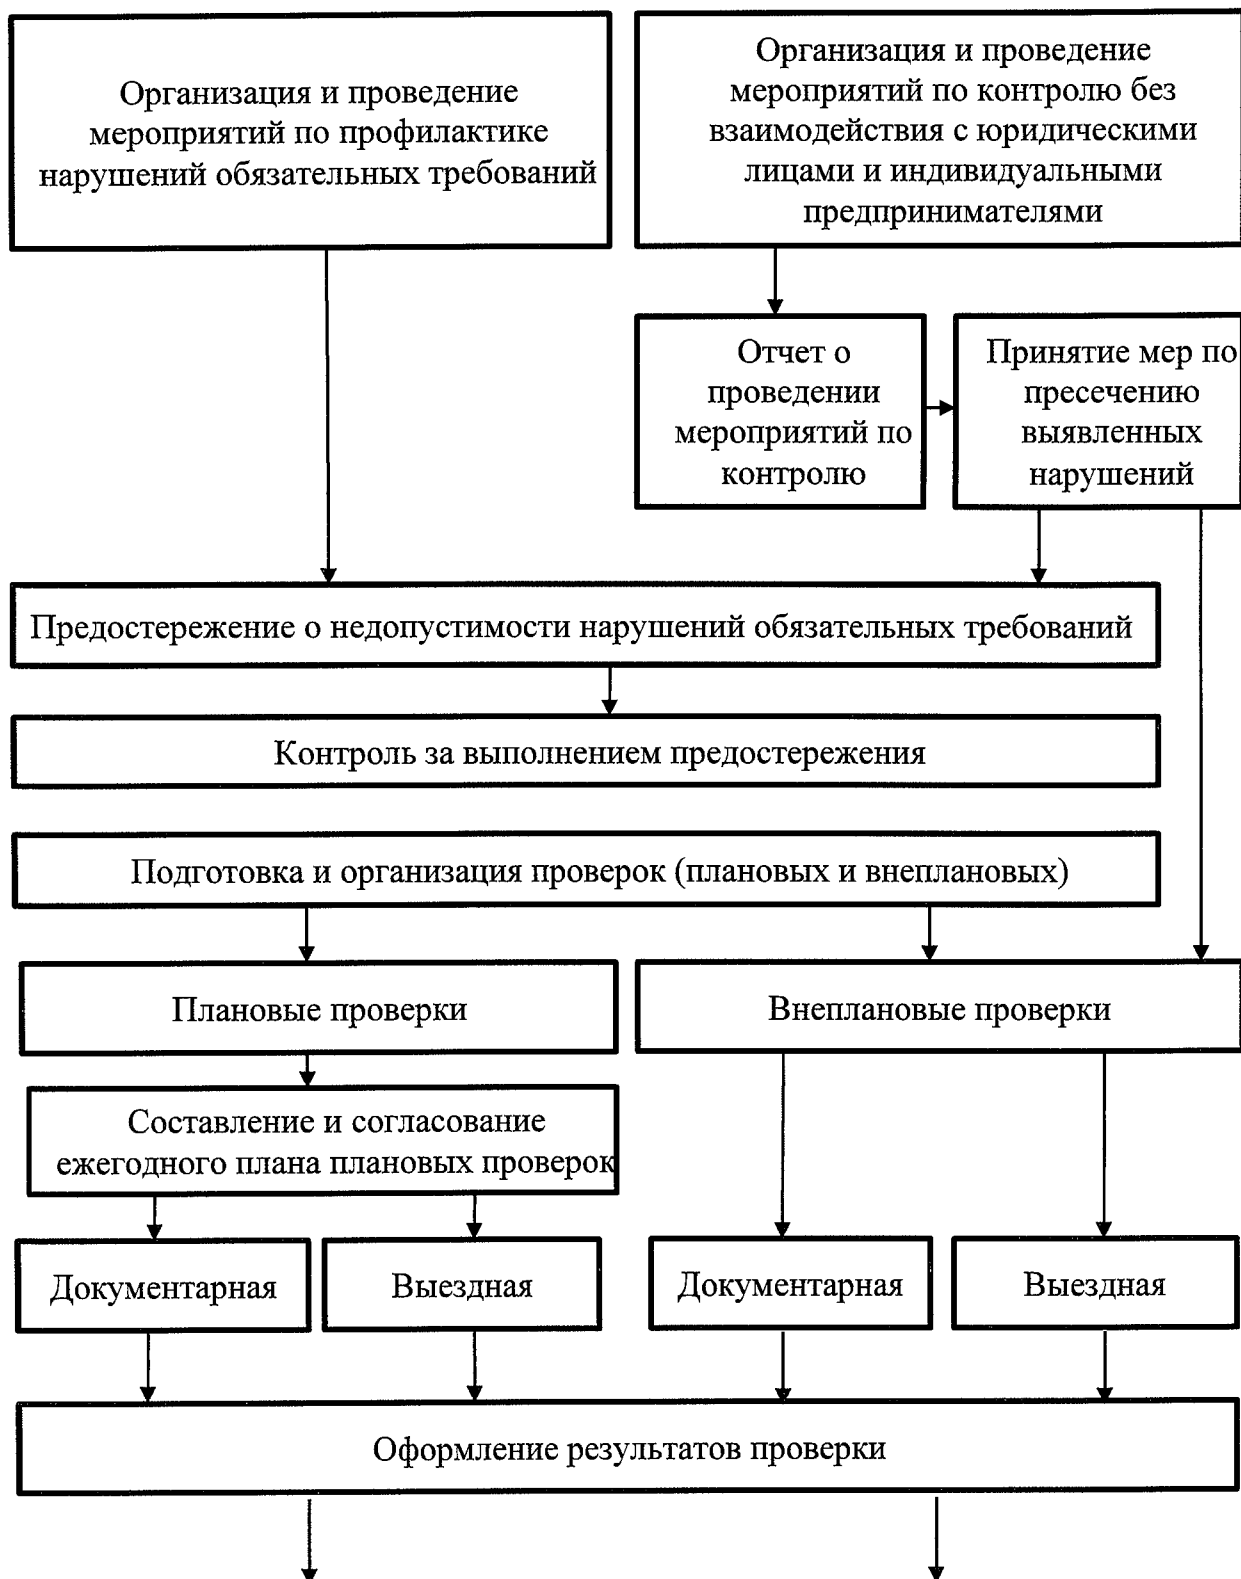 Организация и проведение
мероприятий по профилактике
нарушений обязательных требований
Организация и проведение
мероприятий по контролю без
взаимодействия с юридическими
лицами и индивидуальными
предпринимателями
Отчет о
проведении
мероприятий по
контролю
Принятие мер по
пресечению
выявленных
нарушений
Предостережение о недопустимости нарушений обязательных требований
Контроль за выполнением предостережения
Подготовка и организация проверок (плановых и внеплановых)
Плановые проверки
Внеплановые проверки
Составление и согласование
ежегодного плана плановых проверок
Документарная
Выездная
Документарная
Выездная
Оформление результатов проверки